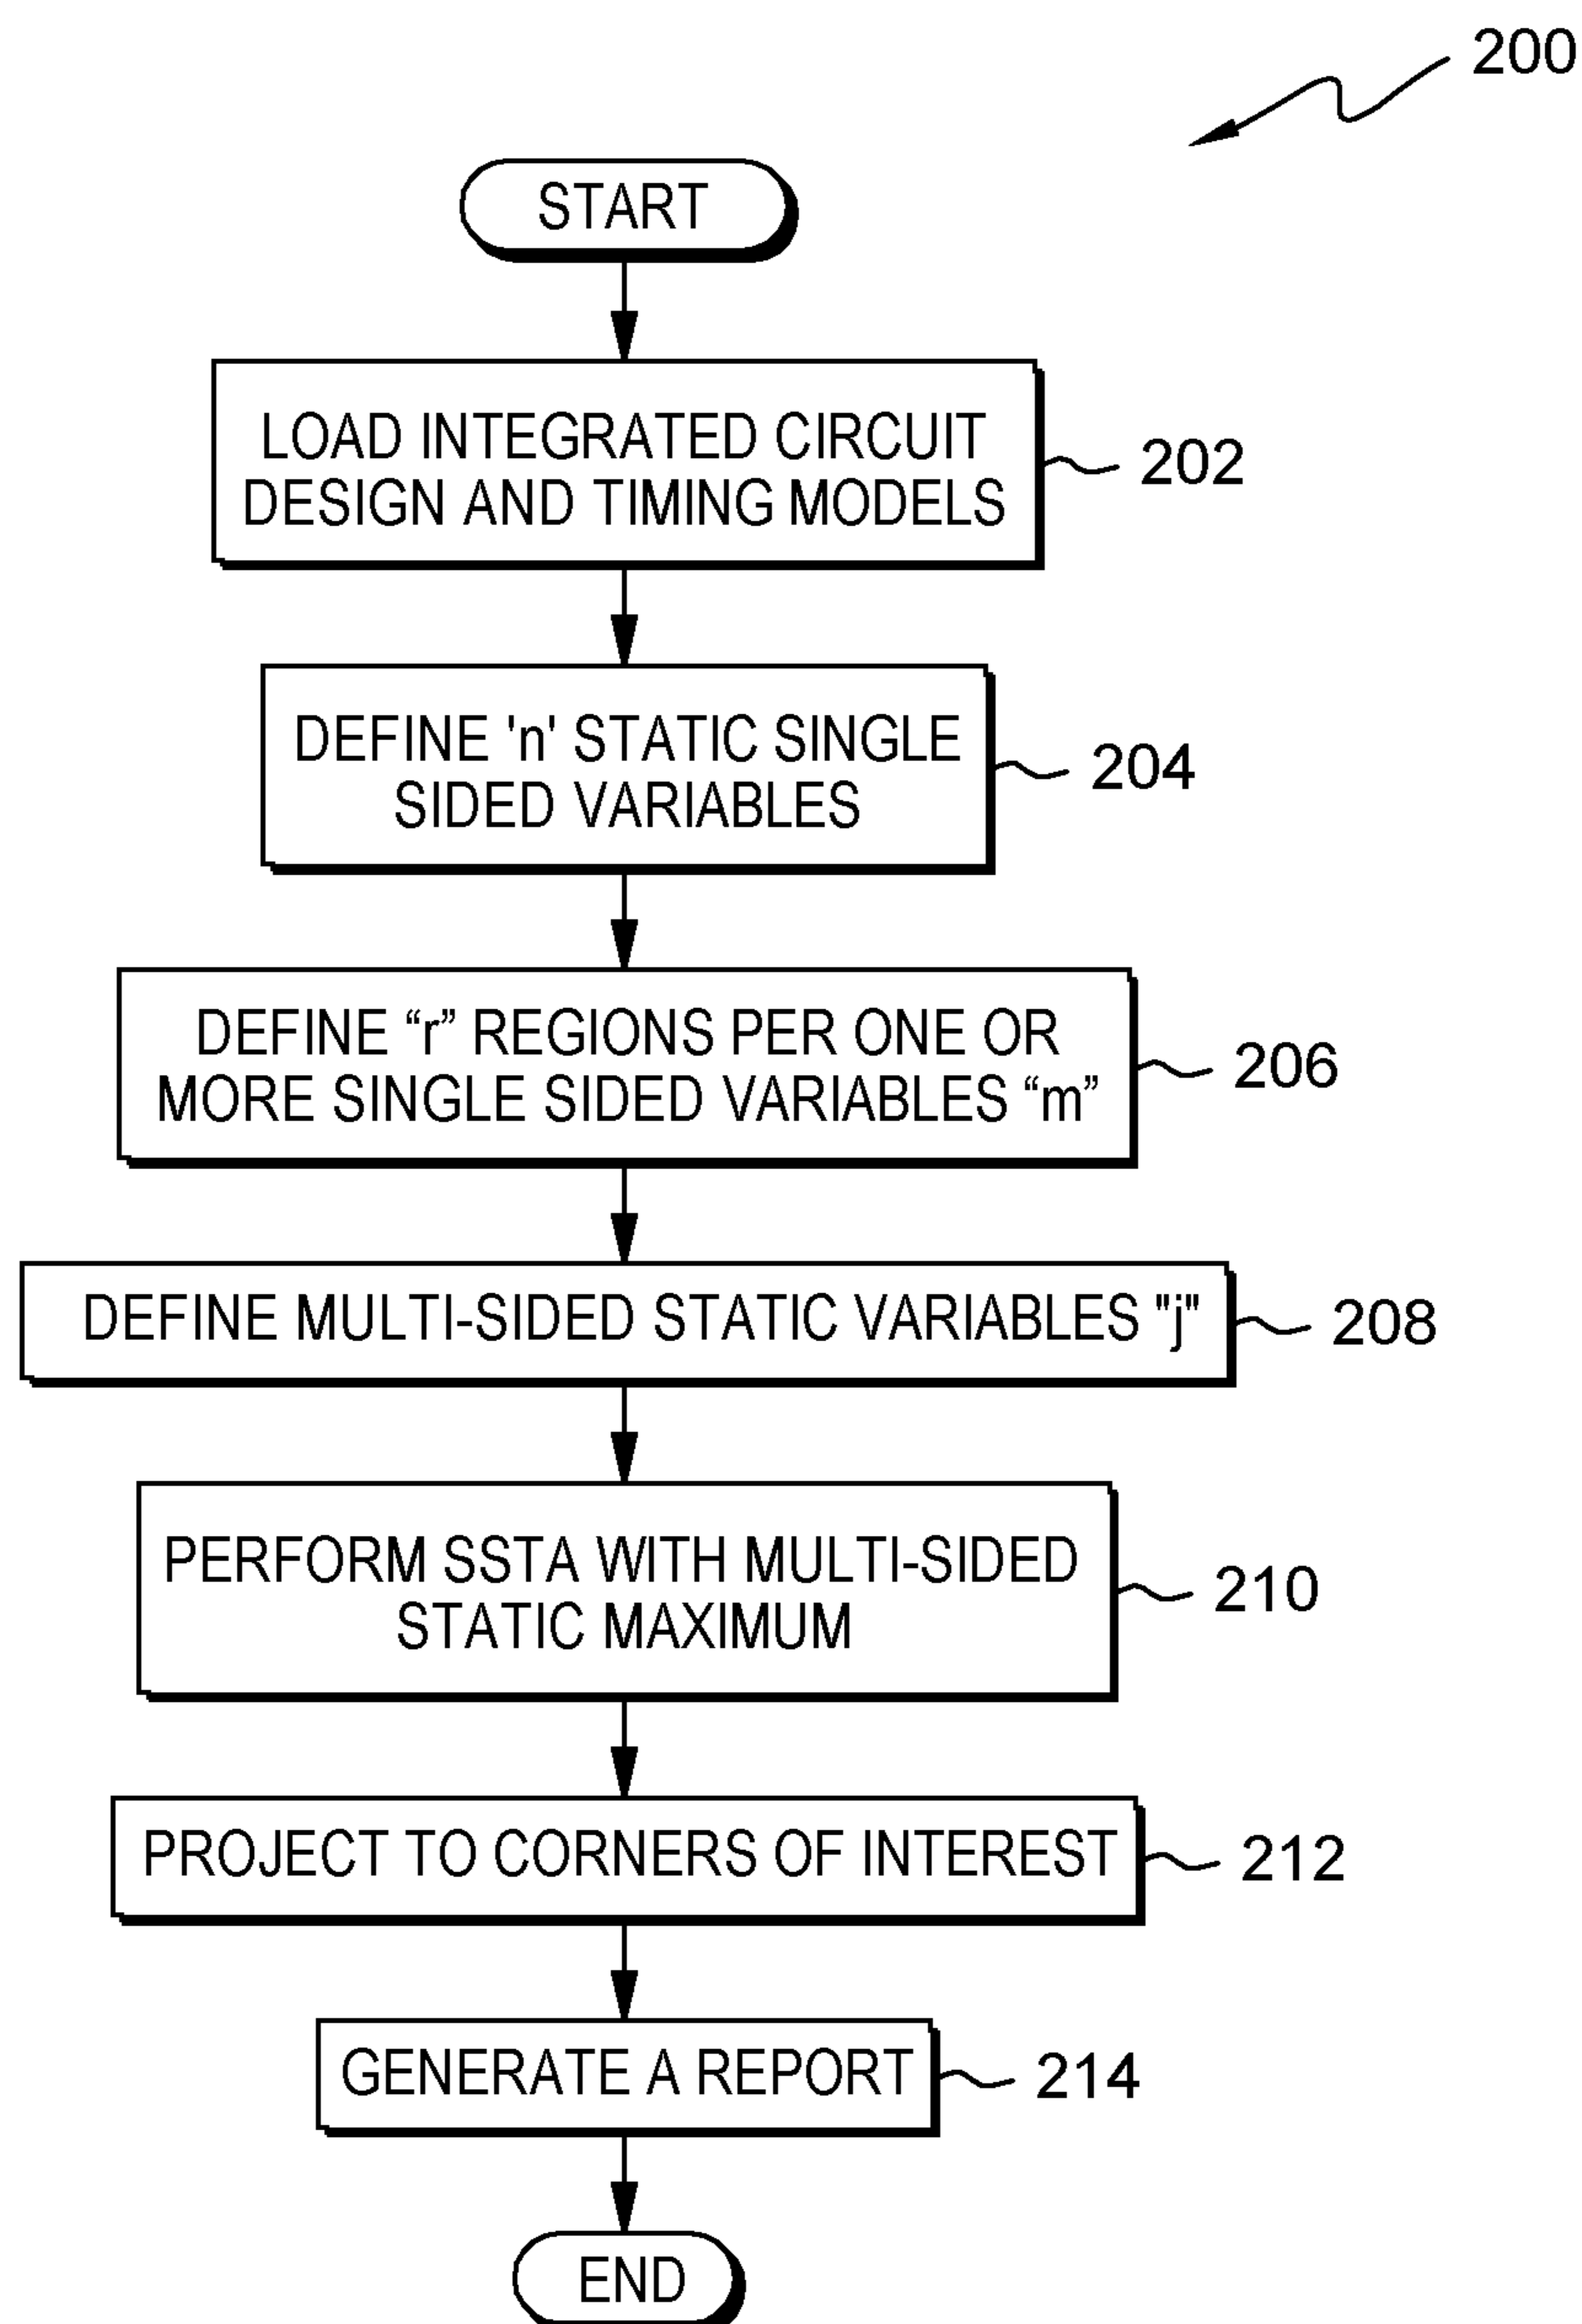 200
START
LOAD INTEGRATED CIRCUIT
DESIGN AND TIMING MODELS
202
DEFINE 'n' STATIC SINGLE
SIDED VARIABLES
204
DEFINE “r” REGIONS PER ONE OR
MORE SINGLE SIDED VARIABLES “m”
206
DEFINE MULTI-SIDED STATIC VARIABLES "j"
208
PERFORM SSTA WITH MULTI-SIDED
STATIC MAXIMUM
210
PROJECT TO CORNERS OF INTEREST
212
GENERATE A REPORT
214
END